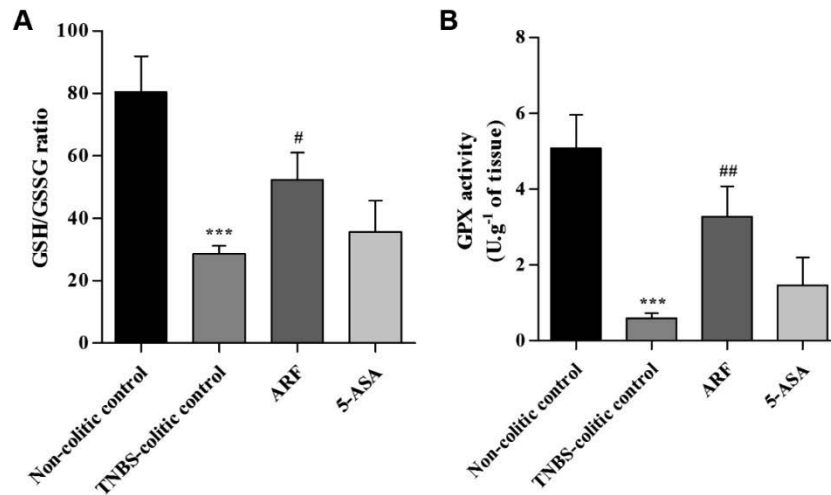 A
GSH/GSSG ratio
100
80
60
40
20
0
***
#
Non-colitic control
TNBS-colitic control
ARF
5-ASA
B
GPX activity
(U.g⁻¹ of tissue)
8
6
4
2
0
***
##
Non-colitic control
TNBS-colitic control
ARF
5-ASA